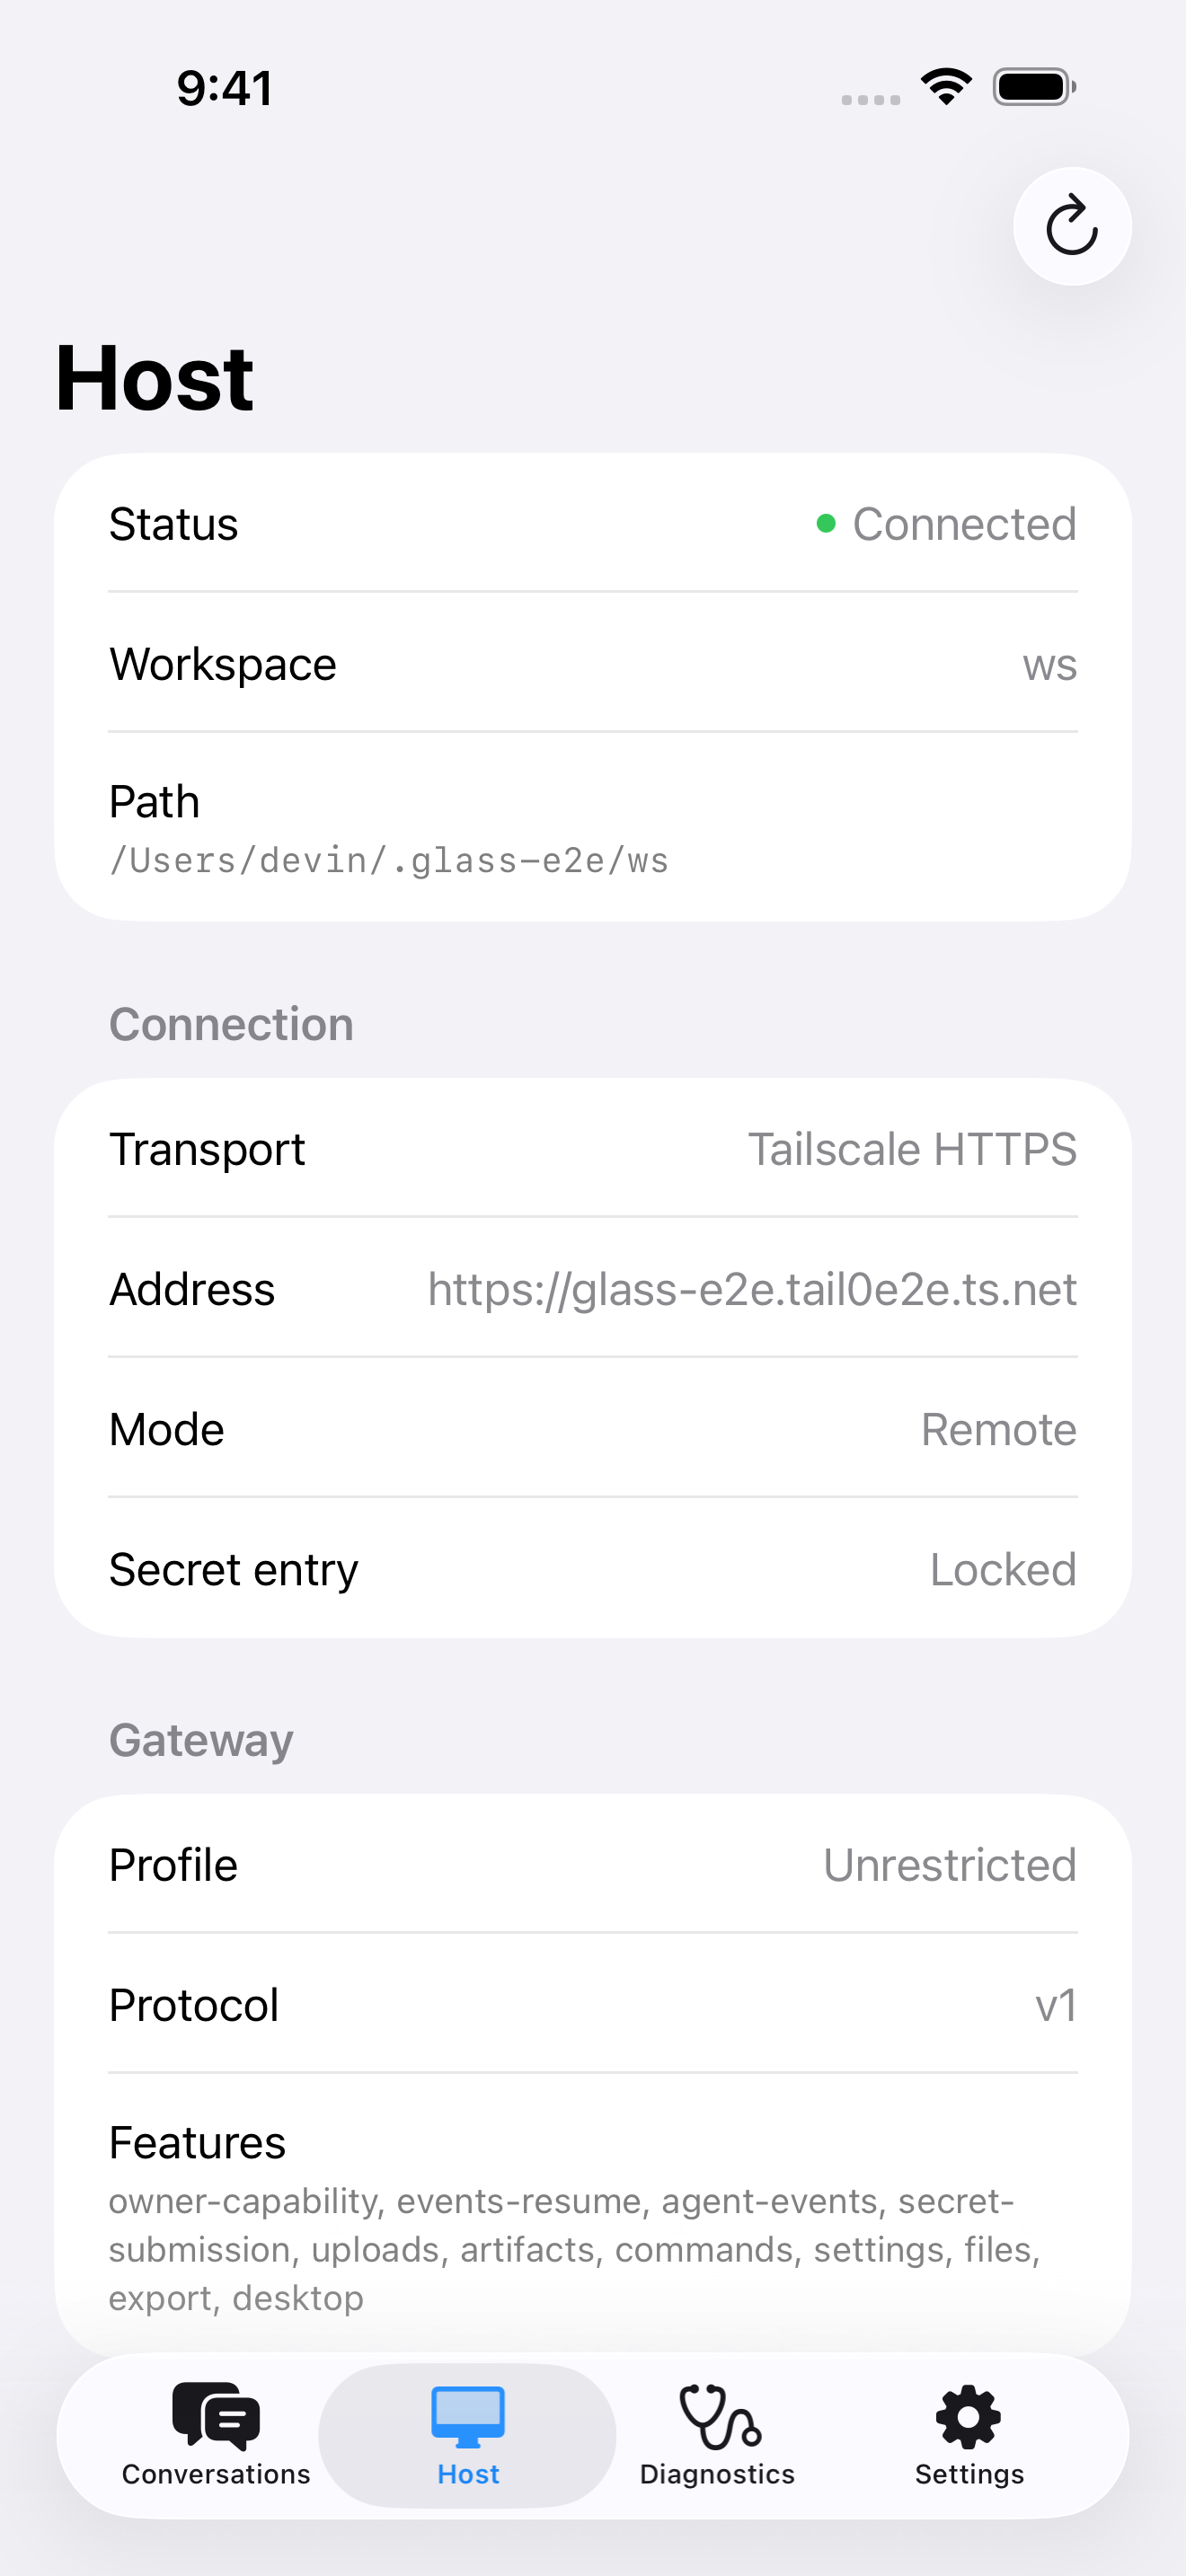 9:41
Host
Status
Connected
Workspace
ws
Path
/Users/devin/.glass-e2e/ws
Connection
Transport
Tailscale HTTPS
Address
https://glass-e2e.tail0e2e.ts.net
Mode
Remote
Secret entry
Locked
Gateway
Profile
Unrestricted
Protocol
v1
Features
owner-capability, events-resume, agent-events, secret-
submission, uploads, artifacts, commands, settings, files,
export, desktop
Conversations
Host
Diagnostics
Settings